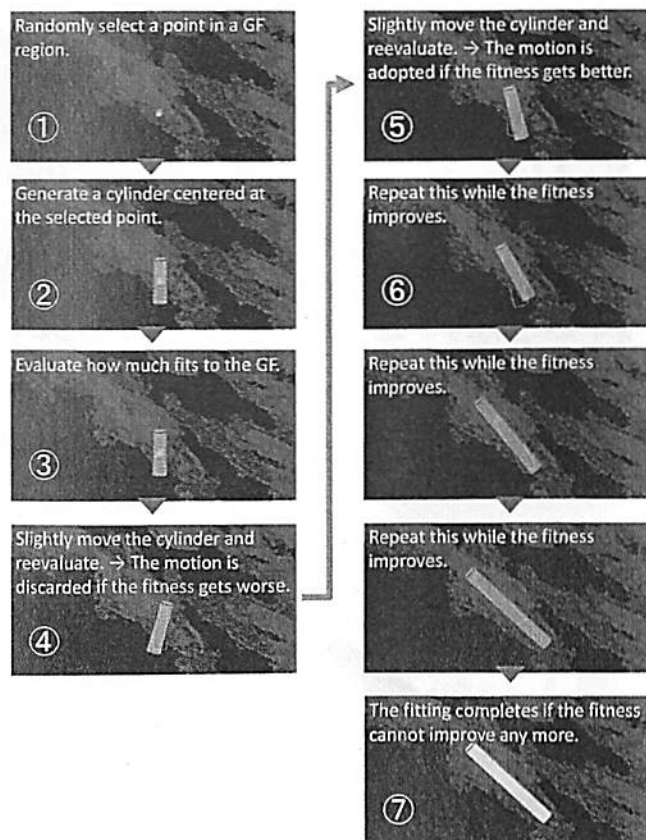 Randomly select a point in a GF
region.
①
Generate a cylinder centered at
the selected point.
②
Evaluate how much fits to the GF.
③
Slightly move the cylinder and
reevaluate. → The motion is
discarded if the fitness gets worse.
④
Slightly move the cylinder and
reevaluate. → The motion is
adopted if the fitness gets better.
⑤
Repeat this while the fitness
improves.
⑥
Repeat this while the fitness
improves.
Repeat this while the fitness
improves.
The fitting completes if the fitness
cannot improve any more.
⑦